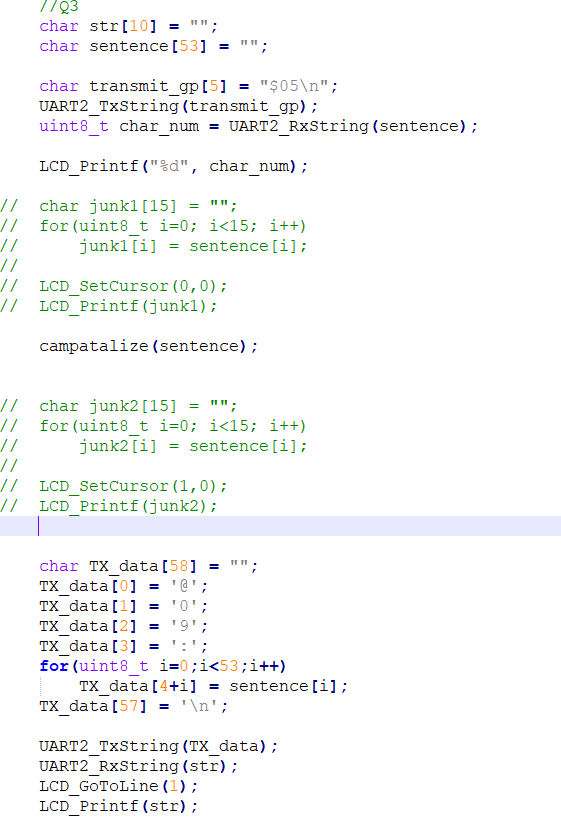 //Q3
char str[10] = "";
char sentence[53] = "";
char transmit_gp[5] = "$05\n";
UART2_TxString(transmit_gp);
uint8_t char_num = UART2_RxString(sentence);
LCD_Printf("%d", char_num);
// char junk1[15] = "";
// for(uint8_t i=0; i<15; i++)
// junk1[i] = sentence[i];
//
// LCD_SetCursor(0,0);
// LCD_Printf(junk1);
campatalize(sentence);
// char junk2[15] = "";
// for(uint8_t i=0; i<15; i++)
// junk2[i] = sentence[i];
//
// LCD_SetCursor(1,0);
// LCD_Printf(junk2);
char TX_data[58] = "";
TX_data[0] = '@';
TX_data[1] = '0';
TX_data[2] = '9';
TX_data[3] = ':';
for(uint8_t i=0;i<53;i++)
TX_data[4+i] = sentence[i];
TX_data[57] = '\n';
UART2_TxString(TX_data);
UART2_RxString(str);
LCD_GoToLine(1);
LCD_Printf(str);